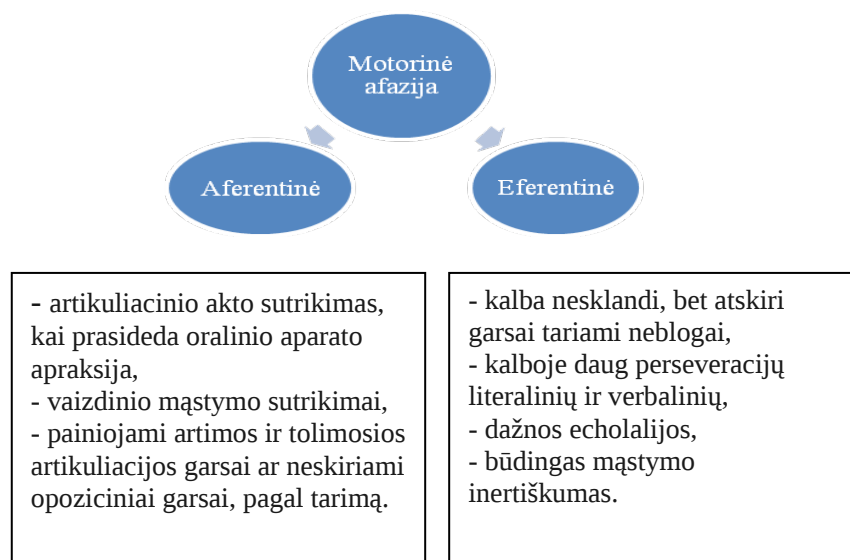 Motorinė
afazija
Aferentinė
Eferentinė
- artikuliacinio akto sutrikimas,
kai prasideda oralinio aparato
apraksija,
- vaizdinio mąstymo sutrikimai,
- painiojami artimos ir tolimosios
artikuliacijos garsai ar neskiriami
opoziciniai garsai, pagal tarimą.
- kalba nesklandi, bet atskiri
garsai tariami neblogai,
- kalboje daug perseveracijų
literalinių ir verbalinių,
- dažnos echolalijos,
- būdingas mąstymo
inertiškumas.